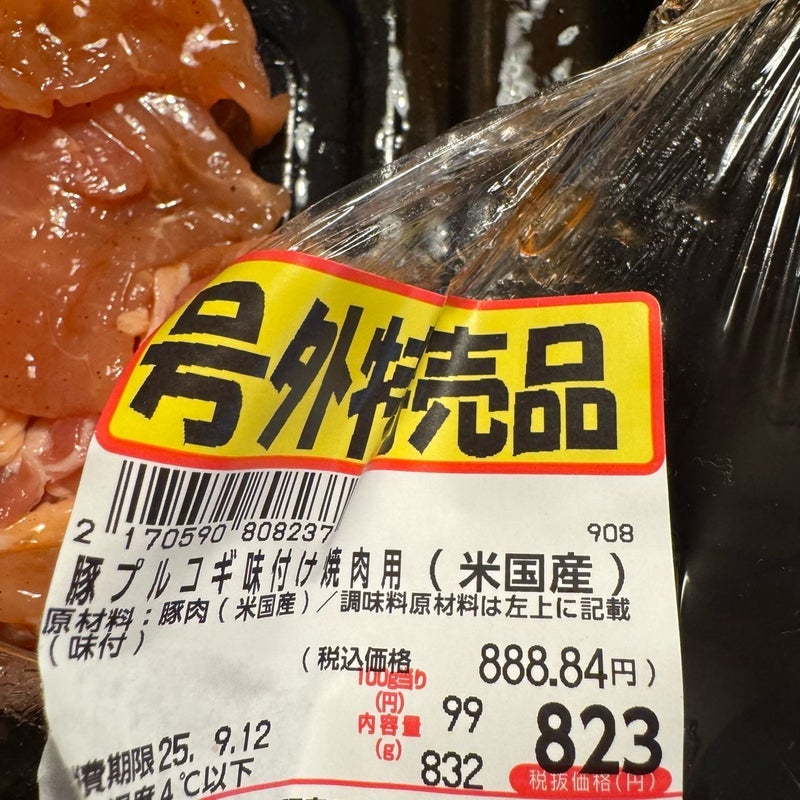 号外特売品
2 170590 808237
908
豚プルコギ味付け焼肉用(米国産)
原材料:豚肉(米国産)/調味料原材料は左上に記載
(味付)
(税込価格 888.84円)
100g当り
(円) 99
内容量
(g) 832
823
税抜価格(円)
費期限25. 9.12
温度4℃以下